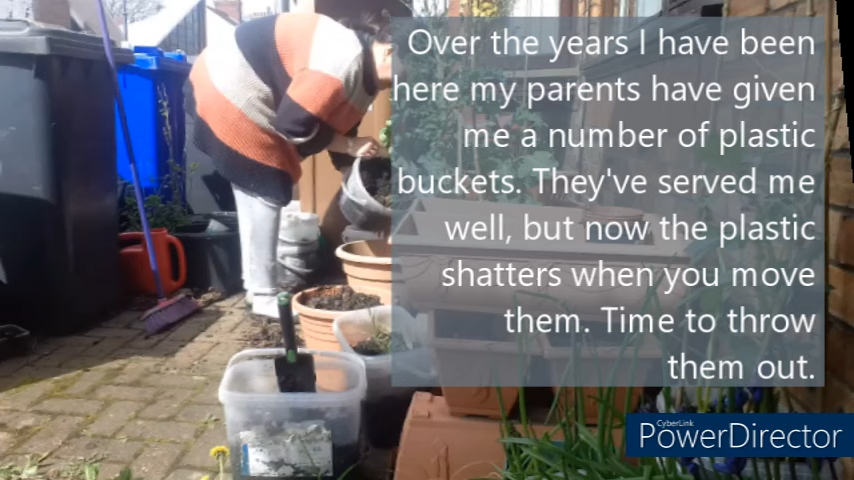 Over the years I have been
here my parents have given
me a number of plastic
buckets. They've served me
well, but now the plastic
shatters when you move
them. Time to throw
them out.
CyberLink
PowerDirector